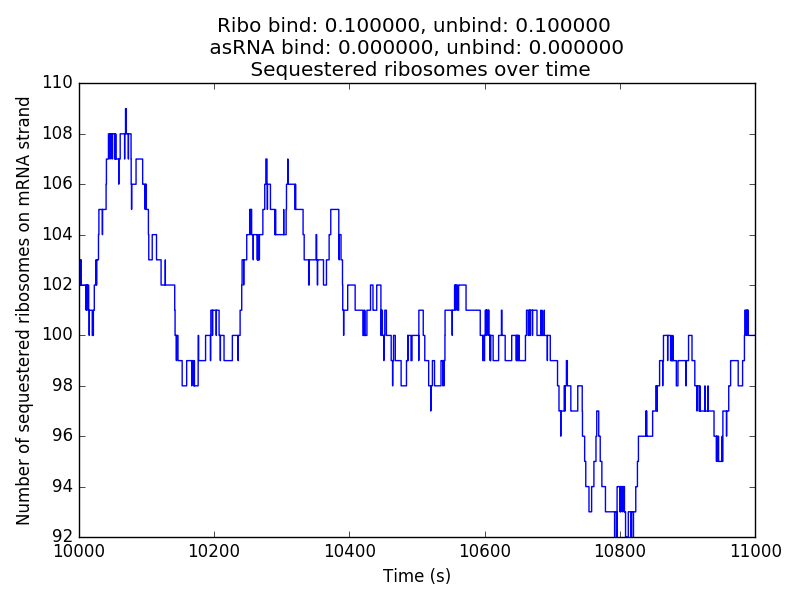 Ribo bind: 0.100000, unbind: 0.100000
asRNA bind: 0.000000, unbind: 0.000000
Sequestered ribosomes over time
Number of sequestered ribosomes on mRNA strand
110
108
106
104
102
100
98
96
94
92
10000 10200 10400 10600 10800 11000
Time (s)